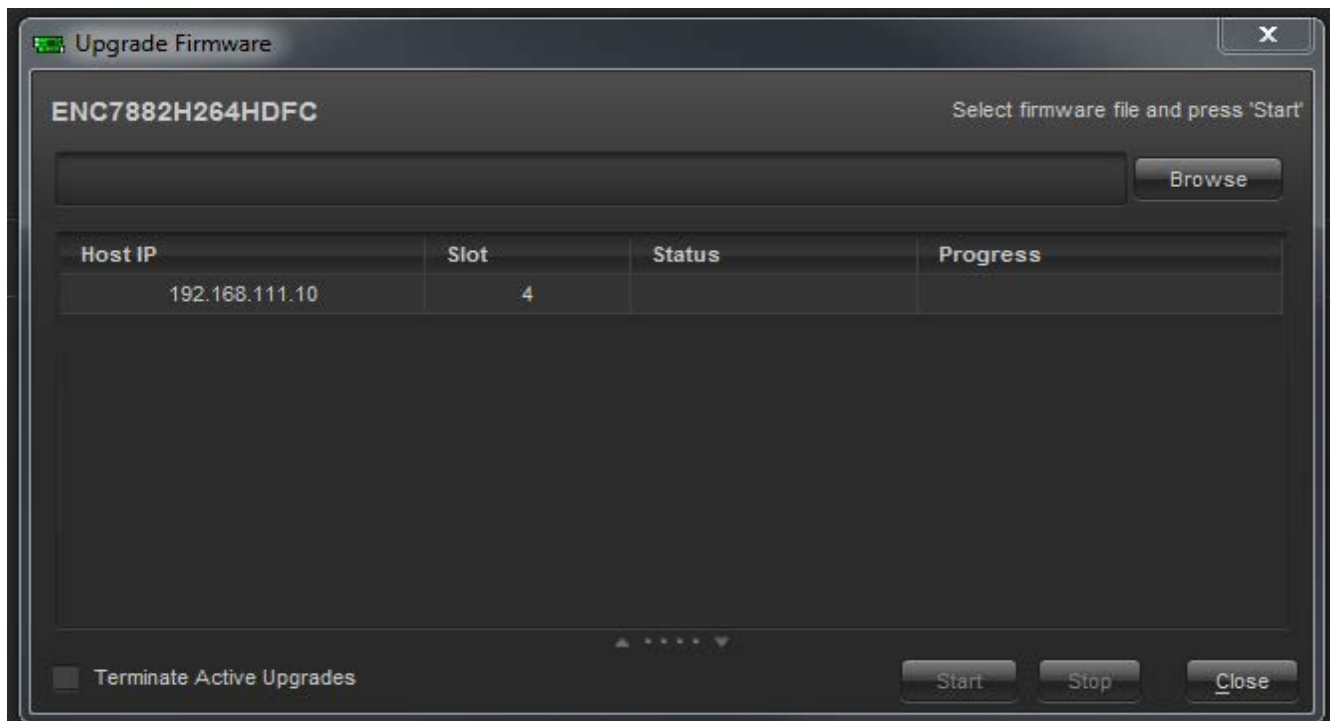 Upgrade Firmware
x
ENC7882H264HDFC
Select firmware file and press 'Start'
Browse
Host IP Slot Status Progress
192.168.111.10 4
Terminate Active Upgrades
Start Stop Close